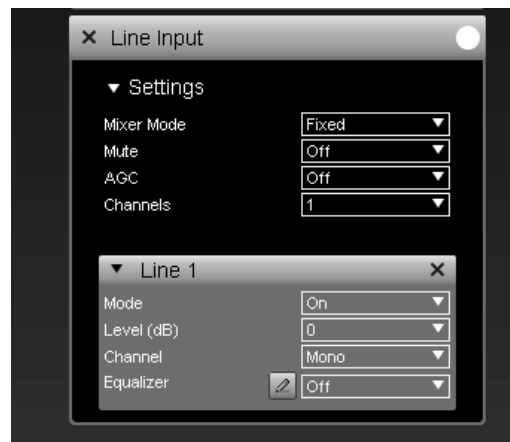 Line Input
Settings
Mixer Mode Fixed
Mute Off
AGC Off
Channels 1
Line 1
Mode On
Level (dB) 0
Channel Mono
Equalizer Off